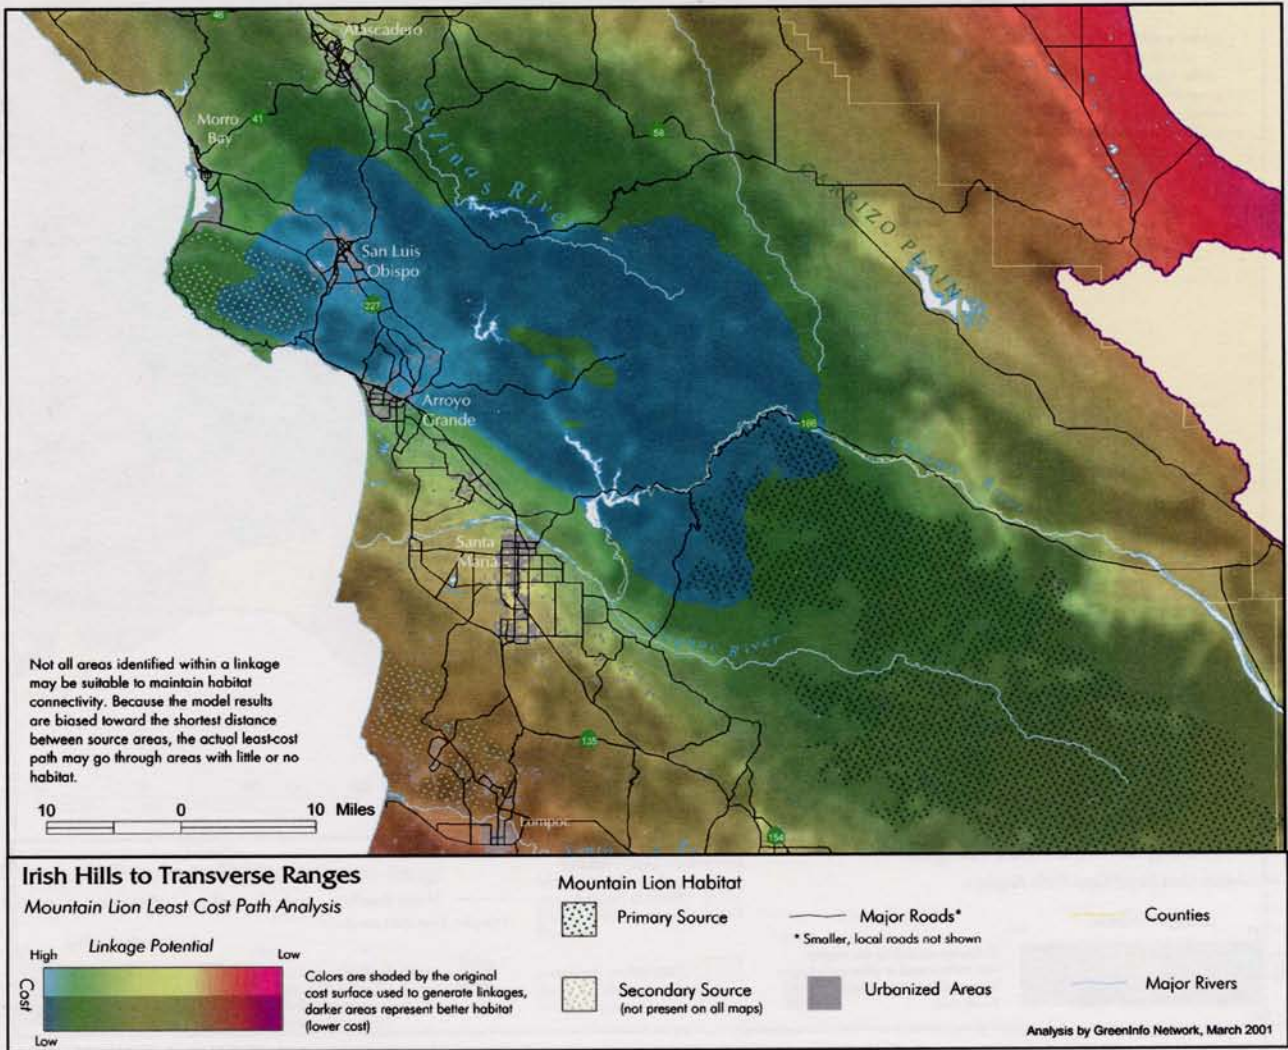 46
Atascadero
41
Morro
Bay
58
Salinas River
CARRIZO PLAIN
San Luis
Obispo
227
Arroyo
Grande
166
River
Santa
Maria
River
135
Lompoc
154
Not all areas identified within a linkage
may be suitable to maintain habitat
connectivity. Because the model results
are biased toward the shortest distance
between source areas, the actual least-cost
path may go through areas with little or no
habitat.
10 0 10 Miles
Irish Hills to Transverse Ranges
Mountain Lion Least Cost Path Analysis
Linkage Potential
High Low
Cost
Low
Colors are shaded by the original
cost surface used to generate linkages,
darker areas represent better habitat
(lower cost)
Mountain Lion Habitat
Primary Source
Secondary Source
(not present on all maps)
Major Roads*
* Smaller, local roads not shown
Urbanized Areas
Counties
Major Rivers
Analysis by GreenInfo Network, March 2001